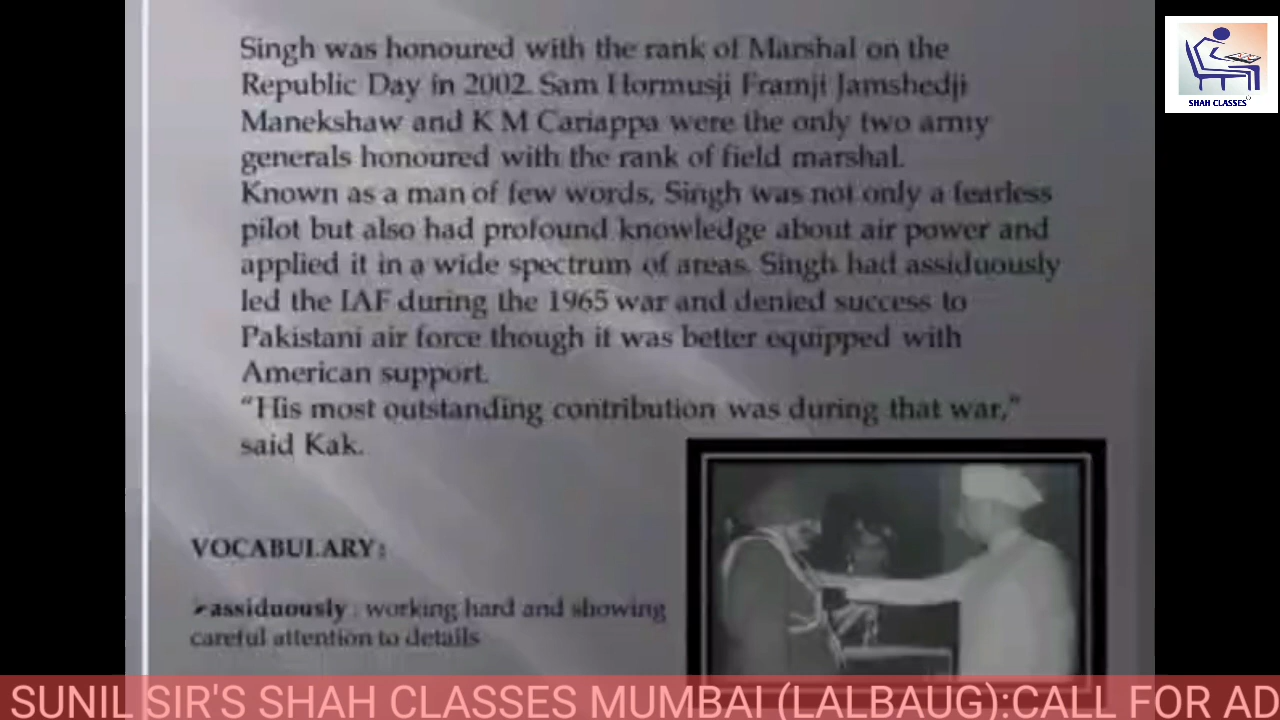 Singh was honoured with the rank of Marshal on the
Republic Day in 2002. Sam Hormusji Framji Jamshedji
Manekshaw and K M Cariappa were the only two army
generals honoured with the rank of field marshal.
Known as a man of few words, Singh was not only a fearless
pilot but also had profound knowledge about air power and
applied it in a wide spectrum of areas. Singh had assiduously
led the IAF during the 1965 war and denied success to
Pakistani air force though it was better equipped with
American support.
“His most outstanding contribution was during that war,”
said Kak.
VOCABULARY:
➤assiduously : working hard and showing
careful attention to details
SHAH CLASSES
SUNIL SIR'S SHAH CLASSES MUMBAI (LALBAUG):CALL FOR AD